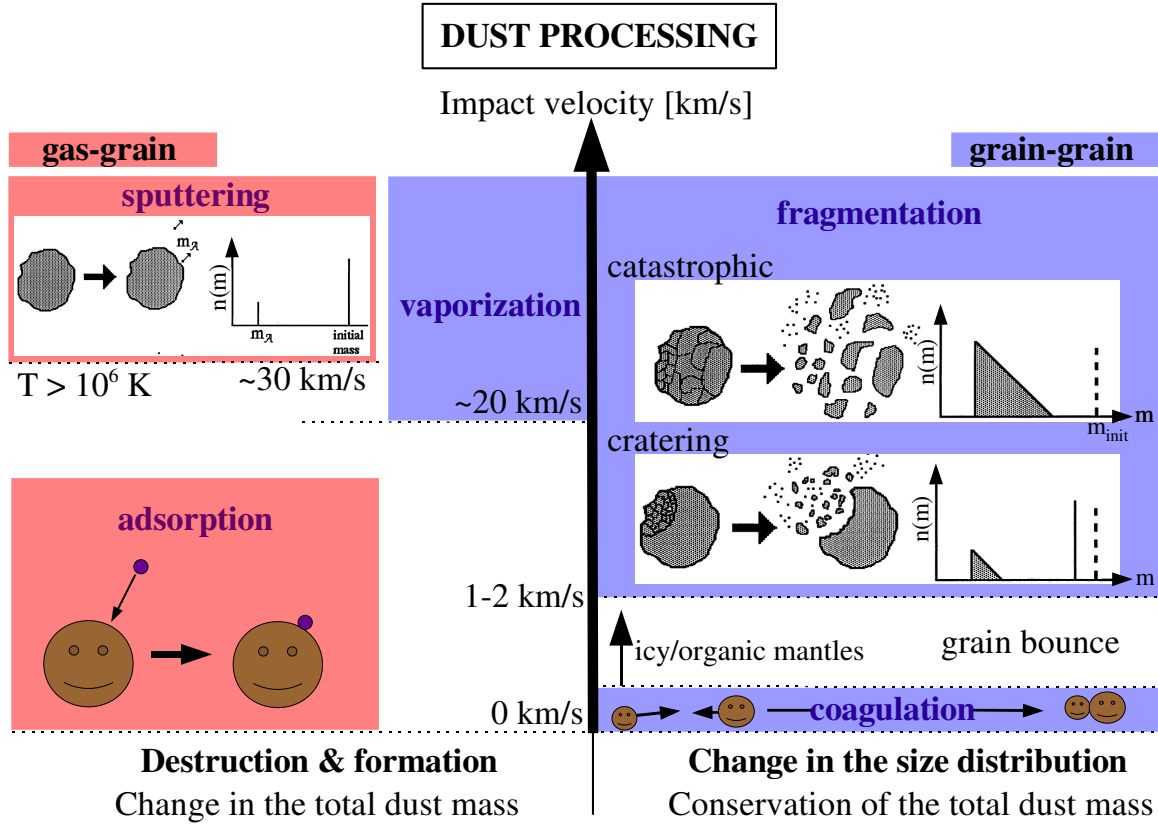 DUST PROCESSING
Impact velocity [km/s]
gas-grain
grain-grain
sputtering
m𝒜
n(m)
m𝒜
initial
mass
T > 10⁶ K
~30 km/s
vaporization
~20 km/s
fragmentation
catastrophic
n(m)
m
m_init
cratering
n(m)
m
adsorption
1-2 km/s
icy/organic mantles
grain bounce
0 km/s
coagulation
Destruction & formation
Change in the total dust mass
Change in the size distribution
Conservation of the total dust mass